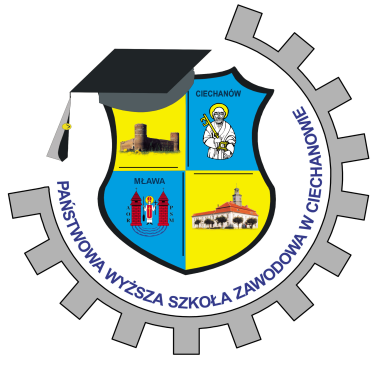 CIECHANÓW
MŁAWA
PAŃSTWOWA WYŻSZA SZKOŁA ZAWODOWA W CIECHANOWIE